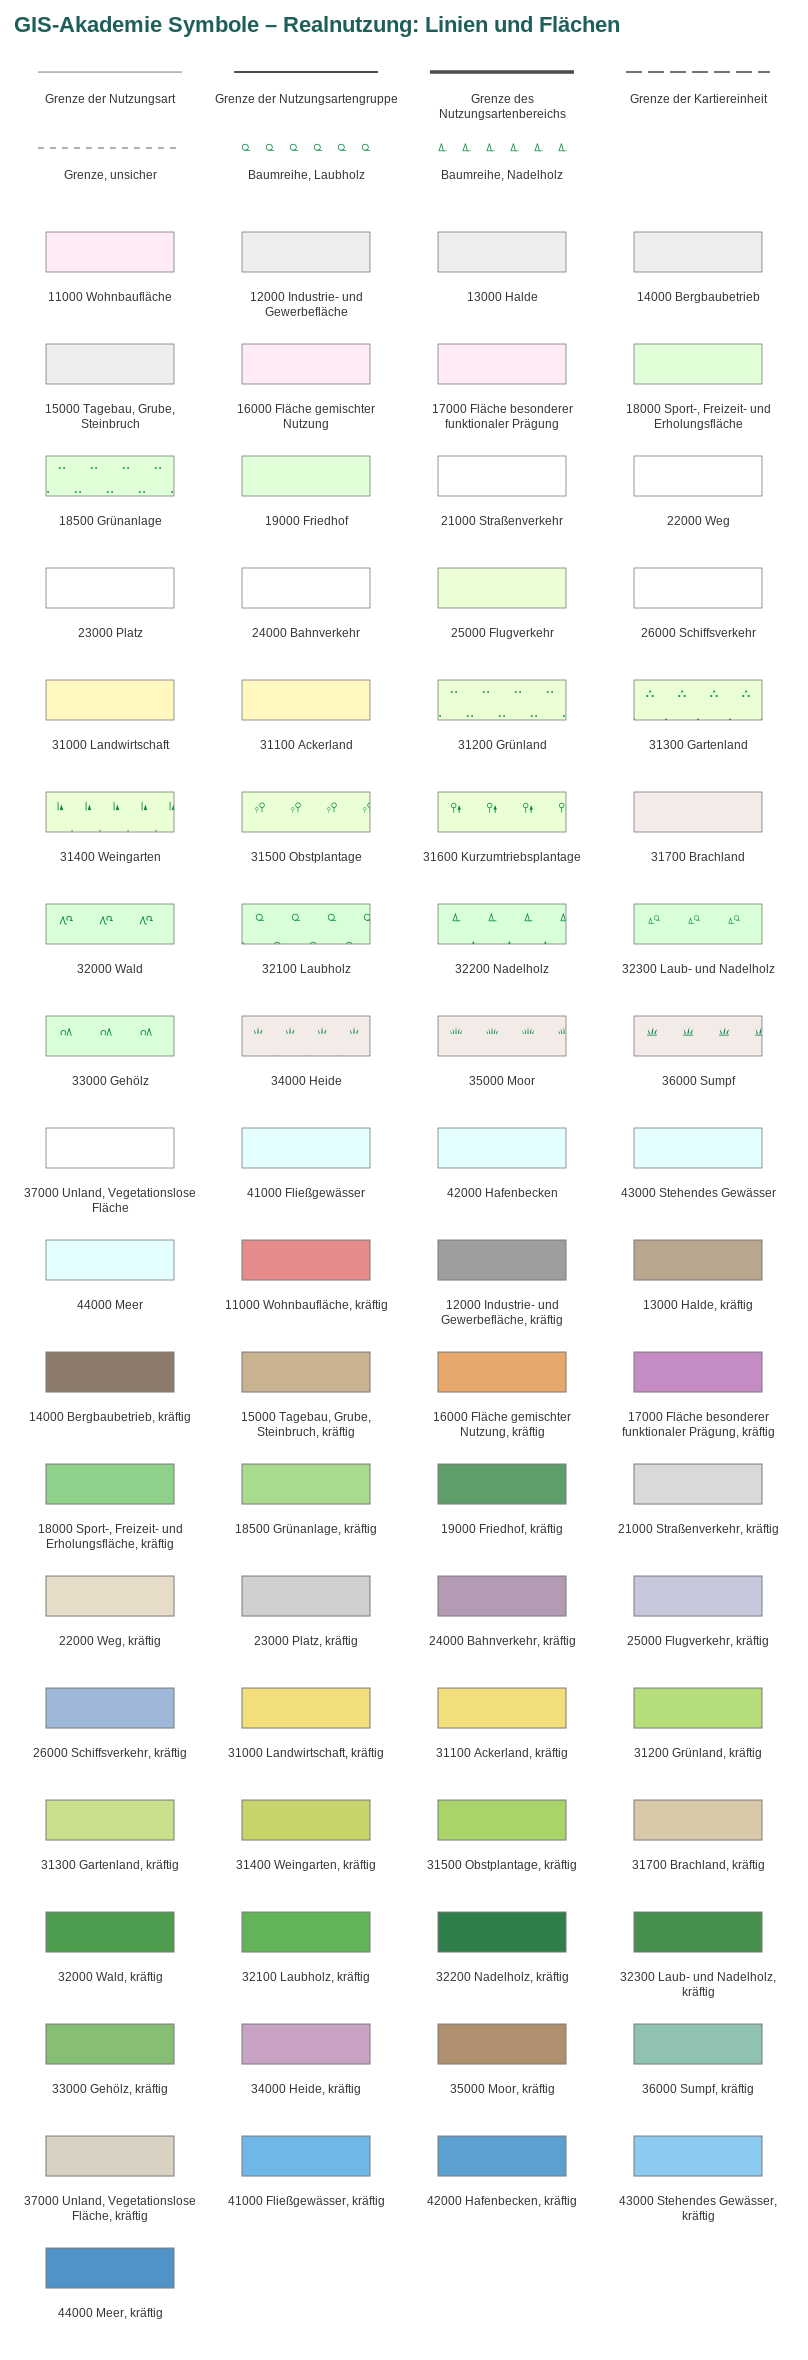 GIS-Akademie Symbole – Realnutzung: Linien und Flächen
Grenze der Nutzungsart
Grenze der Nutzungsartengruppe
Grenze des
Nutzungsartenbereichs
Grenze der Kartiereinheit
Grenze, unsicher
Baumreihe, Laubholz
Baumreihe, Nadelholz
11000 Wohnbaufläche
12000 Industrie- und
Gewerbefläche
13000 Halde
14000 Bergbaubetrieb
15000 Tagebau, Grube,
Steinbruch
16000 Fläche gemischter
Nutzung
17000 Fläche besonderer
funktionaler Prägung
18000 Sport-, Freizeit- und
Erholungsfläche
18500 Grünanlage
19000 Friedhof
21000 Straßenverkehr
22000 Weg
23000 Platz
24000 Bahnverkehr
25000 Flugverkehr
26000 Schiffsverkehr
31000 Landwirtschaft
31100 Ackerland
31200 Grünland
31300 Gartenland
31400 Weingarten
31500 Obstplantage
31600 Kurzumtriebsplantage
31700 Brachland
32000 Wald
32100 Laubholz
32200 Nadelholz
32300 Laub- und Nadelholz
33000 Gehölz
34000 Heide
35000 Moor
36000 Sumpf
37000 Unland, Vegetationslose
Fläche
41000 Fließgewässer
42000 Hafenbecken
43000 Stehendes Gewässer
44000 Meer
11000 Wohnbaufläche, kräftig
12000 Industrie- und
Gewerbefläche, kräftig
13000 Halde, kräftig
14000 Bergbaubetrieb, kräftig
15000 Tagebau, Grube,
Steinbruch, kräftig
16000 Fläche gemischter
Nutzung, kräftig
17000 Fläche besonderer
funktionaler Prägung, kräftig
18000 Sport-, Freizeit- und
Erholungsfläche, kräftig
18500 Grünanlage, kräftig
19000 Friedhof, kräftig
21000 Straßenverkehr, kräftig
22000 Weg, kräftig
23000 Platz, kräftig
24000 Bahnverkehr, kräftig
25000 Flugverkehr, kräftig
26000 Schiffsverkehr, kräftig
31000 Landwirtschaft, kräftig
31100 Ackerland, kräftig
31200 Grünland, kräftig
31300 Gartenland, kräftig
31400 Weingarten, kräftig
31500 Obstplantage, kräftig
31700 Brachland, kräftig
32000 Wald, kräftig
32100 Laubholz, kräftig
32200 Nadelholz, kräftig
32300 Laub- und Nadelholz,
kräftig
33000 Gehölz, kräftig
34000 Heide, kräftig
35000 Moor, kräftig
36000 Sumpf, kräftig
37000 Unland, Vegetationslose
Fläche, kräftig
41000 Fließgewässer, kräftig
42000 Hafenbecken, kräftig
43000 Stehendes Gewässer,
kräftig
44000 Meer, kräftig